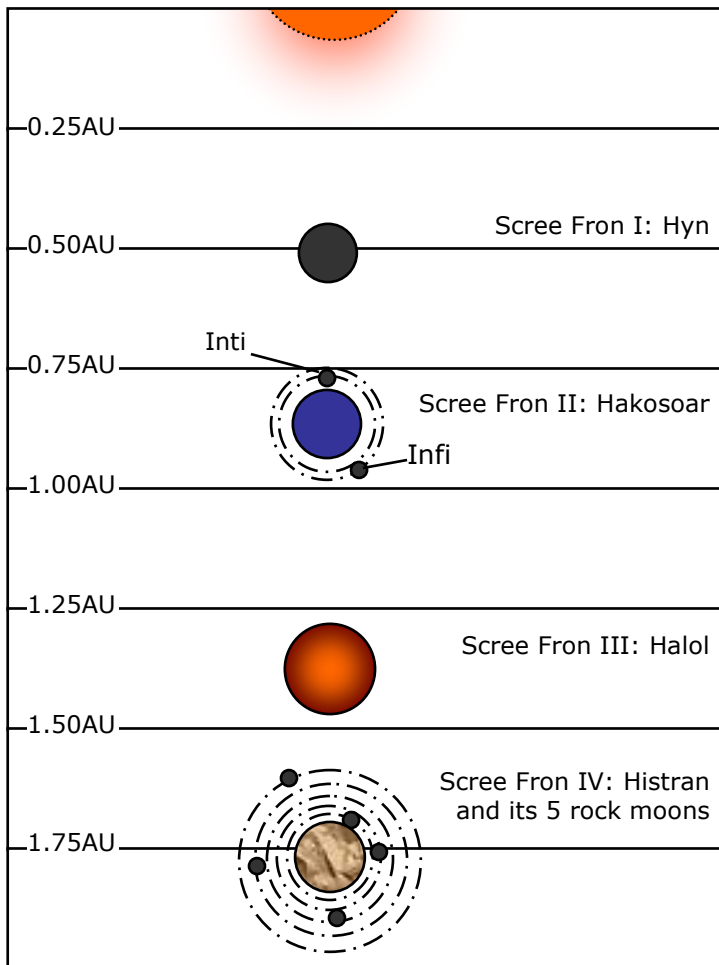 0.25AU
Scree Fron I: Hyn
0.50AU
Inti
0.75AU
Scree Fron II: Hakosoar
Infi
1.00AU
1.25AU
Scree Fron III: Halol
1.50AU
Scree Fron IV: Histran
and its 5 rock moons
1.75AU